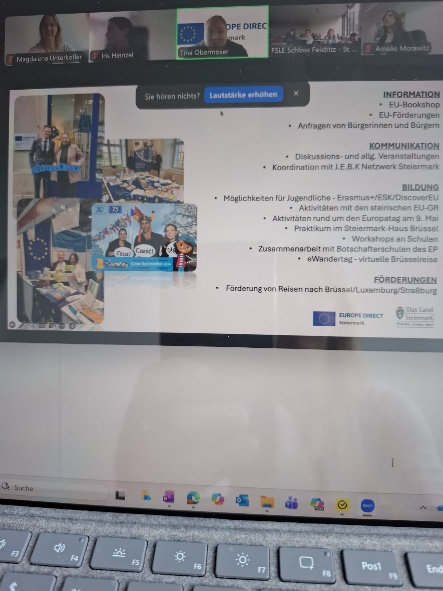 Magdalena Unterkofler
Iris Heinzel
OPE DIRECT
Tina Obermoser
FSLE Schloss Feistritz - St...
Amelie Morawitz
Sie hören nichts?
Lautstärke erhöhen
INFORMATION
• EU-Bookshop
• EU-Förderungen
• Anfragen von Bürgerinnen und Bürgern
KOMMUNIKATION
• Diskussions- und allg. Veranstaltungen
• Koordination mit J.E.B.K Netzwerk Steiermark
BILDUNG
• Möglichkeiten für Jugendliche - Erasmus+/ESK/DiscoverEU
• Aktivitäten mit den steirischen EU-GR
• Aktivitäten rund um den Europatag am 9. Mai
• Praktikum im Steiermark-Haus Brüssel
• Workshops an Schulen
• Zusammenarbeit mit Botschafterschulen des EP
• eWandertag - virtuelle Brüsselreise
FÖRDERUNGEN
• Förderung von Reisen nach Brüssel/Luxemburg/Straßburg
EUROPE DIRECT
Steiermark
Das Land
Steiermark
Suche
F4
F5
F6
F7
F8
Pos1
F9
End